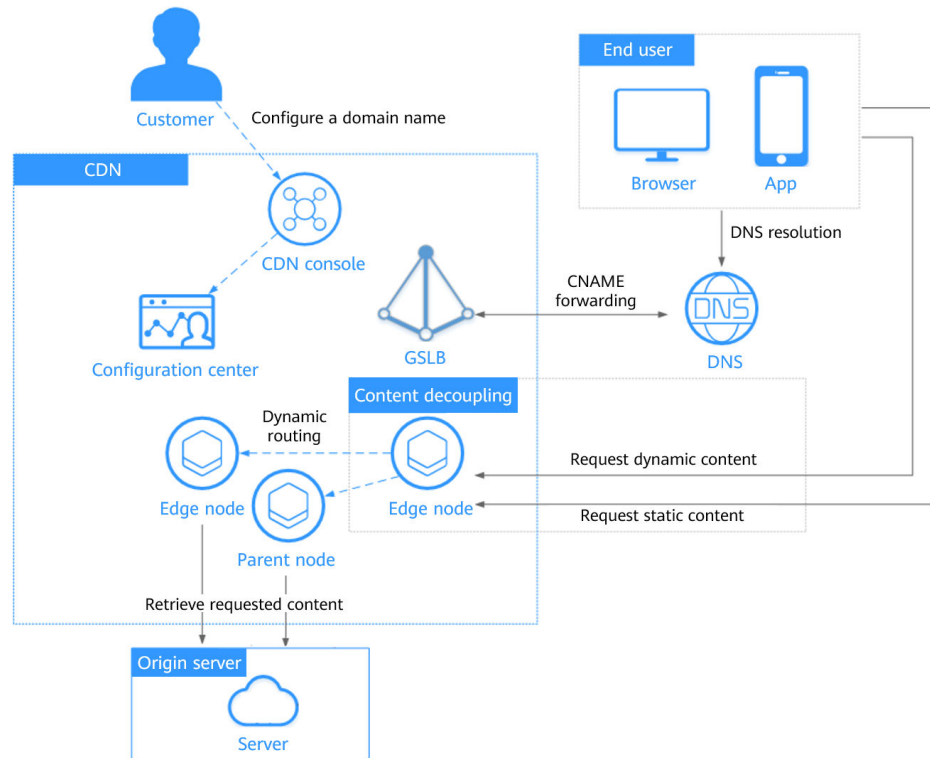 End user
Customer
Configure a domain name
CDN
Browser
App
DNS resolution
CDN console
CNAME
forwarding
DNS
GSLB
DNS
Configuration center
Content decoupling
Dynamic
routing
Request dynamic content
Edge node
Edge node
Request static content
Parent node
Retrieve requested content
Origin server
Server